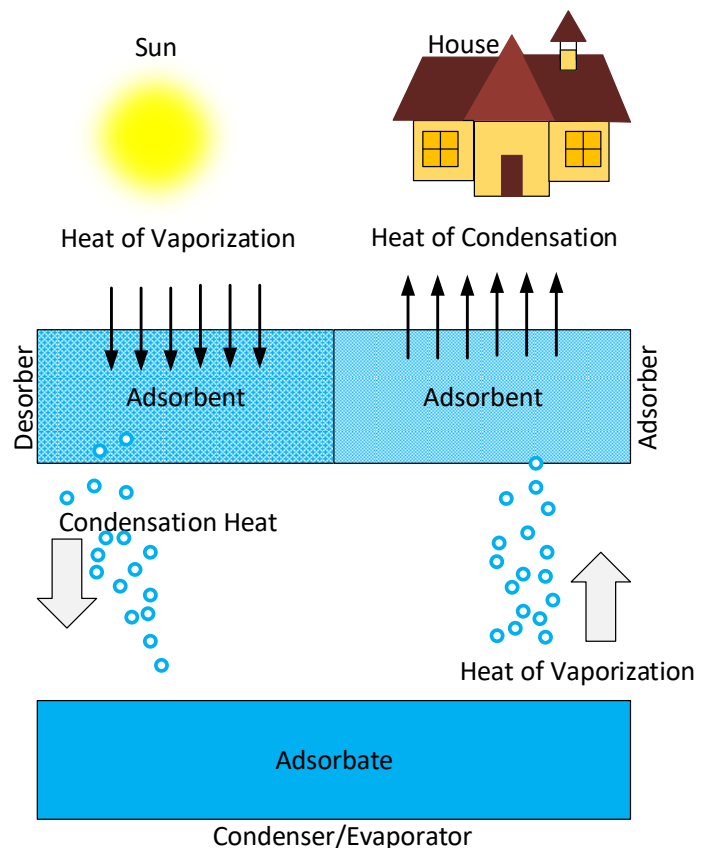 Sun
House
Heat of Vaporization
Heat of Condensation
Desorber
Adsorbent
Adsorbent
Adsorber
Condensation Heat
Heat of Vaporization
Adsorbate
Condenser/Evaporator